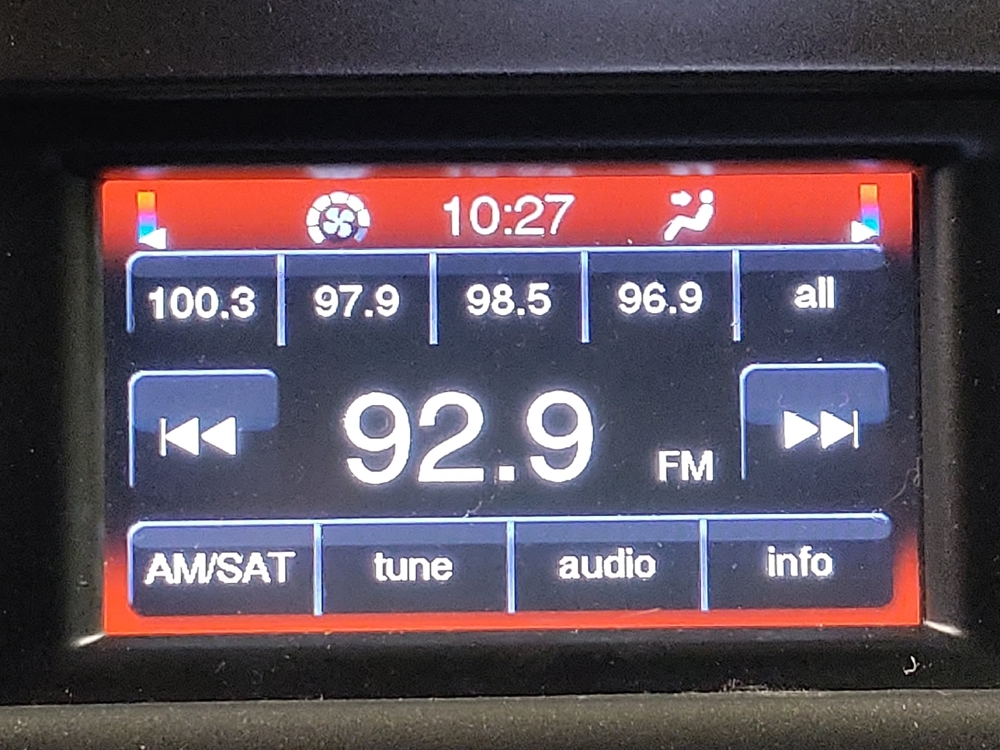 10:27
100.3 97.9 98.5 96.9 all
92.9 FM
AM/SAT tune audio info